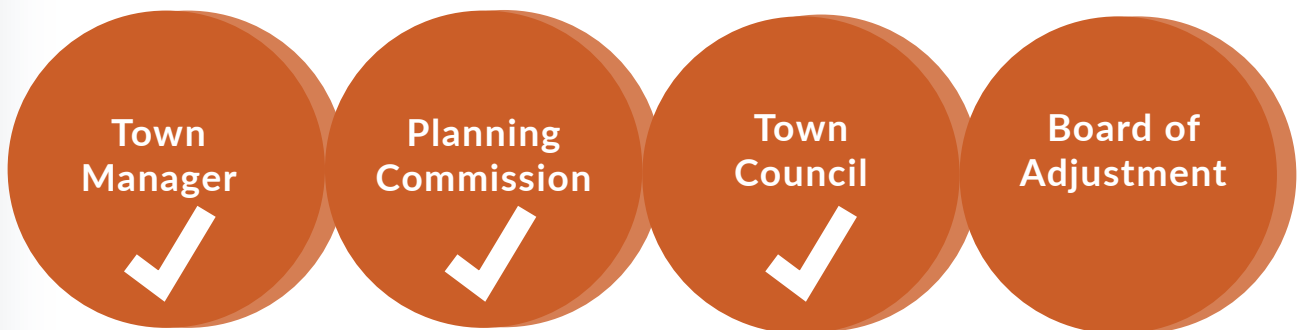 Town
Manager
Planning
Commission
Town
Council
Board of
Adjustment